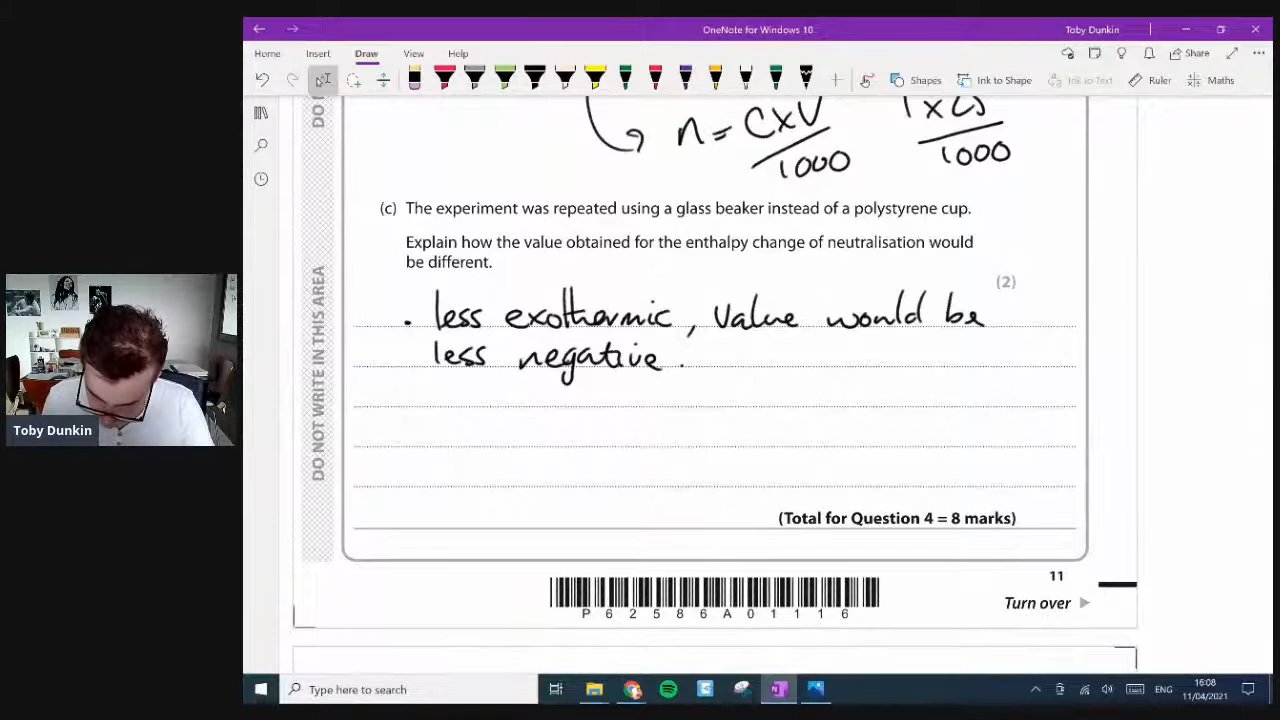 OneNote for Windows 10
Toby Dunkin
Home Insert Draw View Help
Share
Shapes Ink to Shape Ink to Text Ruler Maths
DO
n = C x V
1000
1000
(c) The experiment was repeated using a glass beaker instead of a polystyrene cup.
Explain how the value obtained for the enthalpy change of neutralisation would
be different.
(2)
. less exothermic, value would be
less negative.
DO NOT WRITE IN THIS AREA
Toby Dunkin
(Total for Question 4 = 8 marks)
11
P 6 2 5 8 6 A 0 1 1 1 6
Turn over
Type here to search
ENG
16:08
11/04/2021